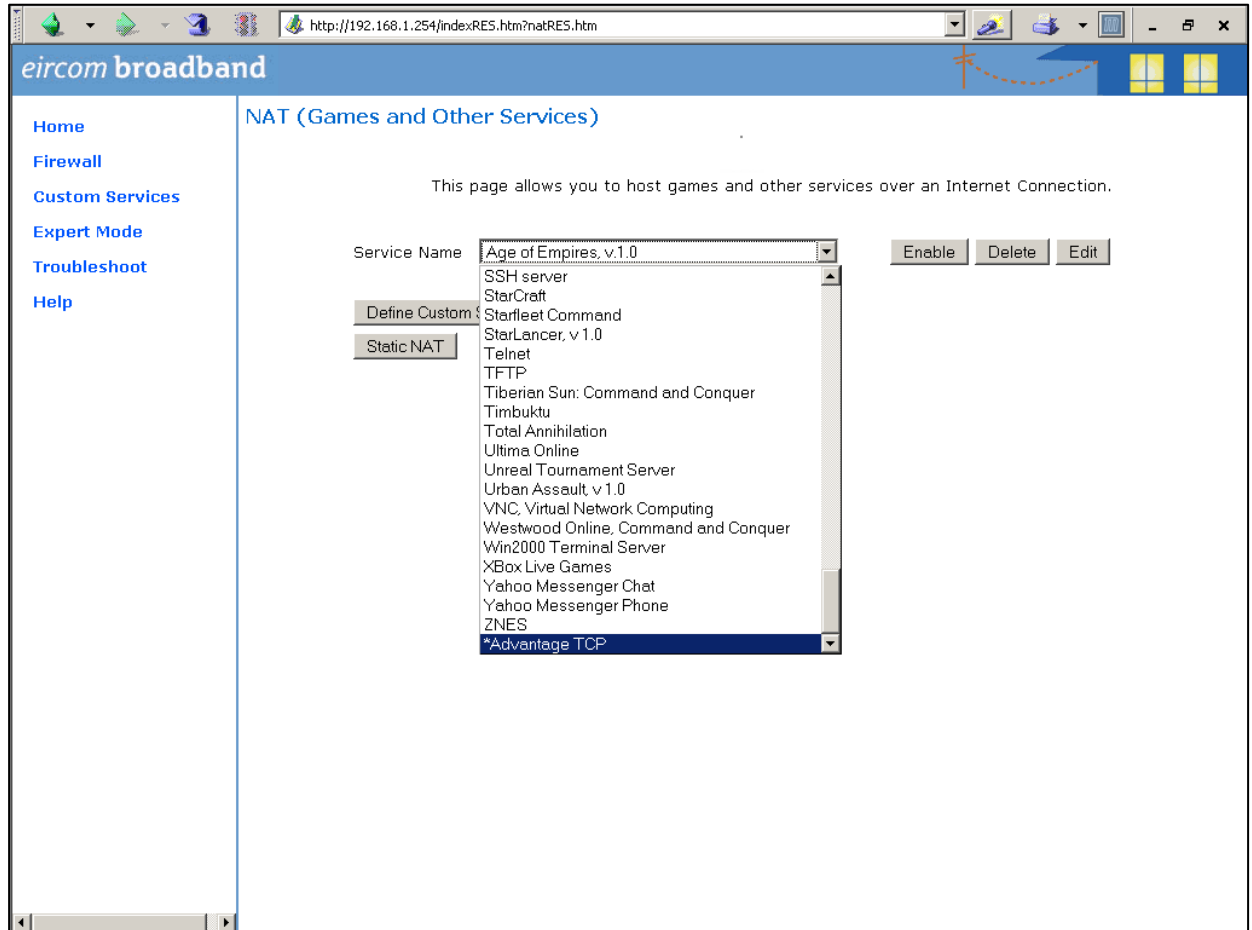 http://192.168.1.254/indexRES.htm?natRES.htm
eircom broadband
Home
Firewall
Custom Services
Expert Mode
Troubleshoot
Help
NAT (Games and Other Services)
This page allows you to host games and other services over an Internet Connection.
Service Name Age of Empires, v.1.0 Enable Delete Edit
Define Custom
Static NAT
SSH server
StarCraft
Starfleet Command
StarLancer, v 1.0
Telnet
TFTP
Tiberian Sun: Command and Conquer
Timbuktu
Total Annihilation
Ultima Online
Unreal Tournament Server
Urban Assault, v 1.0
VNC, Virtual Network Computing
Westwood Online, Command and Conquer
Win2000 Terminal Server
XBox Live Games
Yahoo Messenger Chat
Yahoo Messenger Phone
ZNES
*Advantage TCP